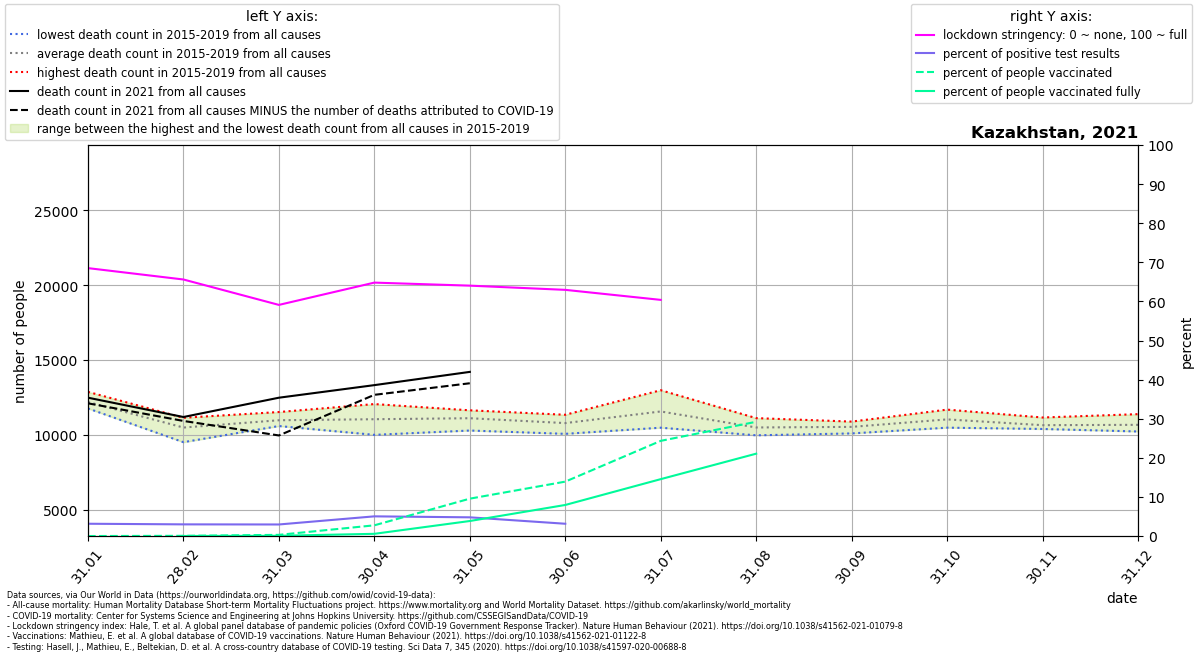 left Y axis:
lowest death count in 2015-2019 from all causes
average death count in 2015-2019 from all causes
highest death count in 2015-2019 from all causes
death count in 2021 from all causes
death count in 2021 from all causes MINUS the number of deaths attributed to COVID-19
range between the highest and the lowest death count from all causes in 2015-2019
right Y axis:
lockdown stringency: 0 ~ none, 100 ~ full
percent of positive test results
percent of people vaccinated
percent of people vaccinated fully
Kazakhstan, 2021
number of people
25000
20000
15000
10000
5000
100
90
80
70
60
50
40
30
20
10
0
percent
31.01
28.02
31.03
30.04
31.05
30.06
31.07
31.08
30.09
31.10
30.11
31.12
date
Data sources, via Our World in Data (https://ourworldindata.org, https://github.com/owid/covid-19-data):
- All-cause mortality: Human Mortality Database Short-term Mortality Fluctuations project. https://www.mortality.org and World Mortality Dataset. https://github.com/akarlinsky/world_mortality
- COVID-19 mortality: Center for Systems Science and Engineering at Johns Hopkins University. https://github.com/CSSEGISandData/COVID-19
- Lockdown stringency index: Hale, T. et al. A global panel database of pandemic policies (Oxford COVID-19 Government Response Tracker). Nature Human Behaviour (2021). https://doi.org/10.1038/s41562-021-01079-8
- Vaccinations: Mathieu, E. et al. A global database of COVID-19 vaccinations. Nature Human Behaviour (2021). https://doi.org/10.1038/s41562-021-01122-8
- Testing: Hasell, J., Mathieu, E., Beltekian, D. et al. A cross-country database of COVID-19 testing. Sci Data 7, 345 (2020). https://doi.org/10.1038/s41597-020-00688-8